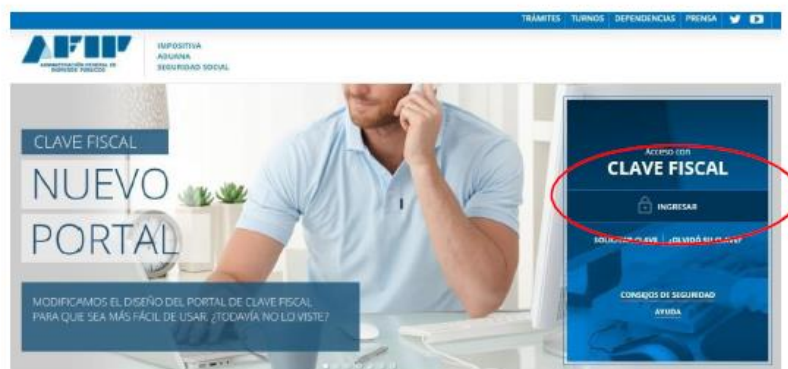 TRÁMITES TURNOS DEPENDENCIAS PRENSA
AFIP
ADMINISTRACIÓN FEDERAL DE
INGRESOS PÚBLICOS
IMPOSITIVA
ADUANA
SEGURIDAD SOCIAL
CLAVE FISCAL
NUEVO
PORTAL
MODIFICAMOS EL DISEÑO DEL PORTAL DE CLAVE FISCAL
PARA QUE SEA MÁS FÁCIL DE USAR. ¿TODAVÍA NO LO VISTE?
Acceso con
CLAVE FISCAL
INGRESAR
SOLICITAR CLAVE | ¿OLVIDÓ SU CLAVE?
CONSEJOS DE SEGURIDAD
AYUDA